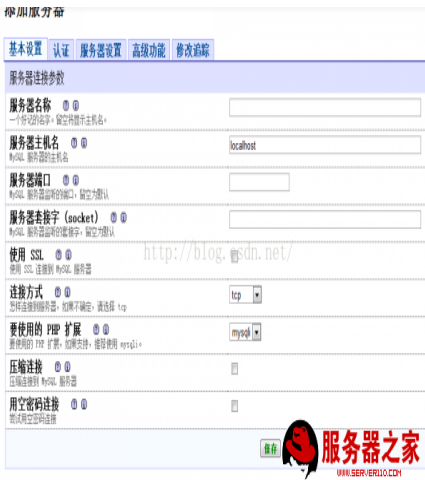 添加服务器
基本设置 认证 服务器设置 高级功能 修改追踪
服务器连接参数
服务器名称
一个好记的名字。留空将显示主机名。
服务器主机名
MySQL 服务器的主机名
localhost
服务器端口
MySQL 服务器监听的端口，留空为默认
服务器套接字 (socket)
MySQL 服务器监听的套接字，留空为默认
http://blog.csdn.net/
使用 SSL
使用 SSL 连接到 MySQL 服务器
连接方式
怎样连接到服务器，如果不确定，请选择 tcp
tcp
要使用的 PHP 扩展
要使用的 PHP 扩展，如果支持，推荐使用 mysqli。
mysqli
压缩连接
压缩连接到 MySQL 服务器
用空密码连接
尝试用空密码连接
保存
服务器之家
WWW.SERVER110.COM